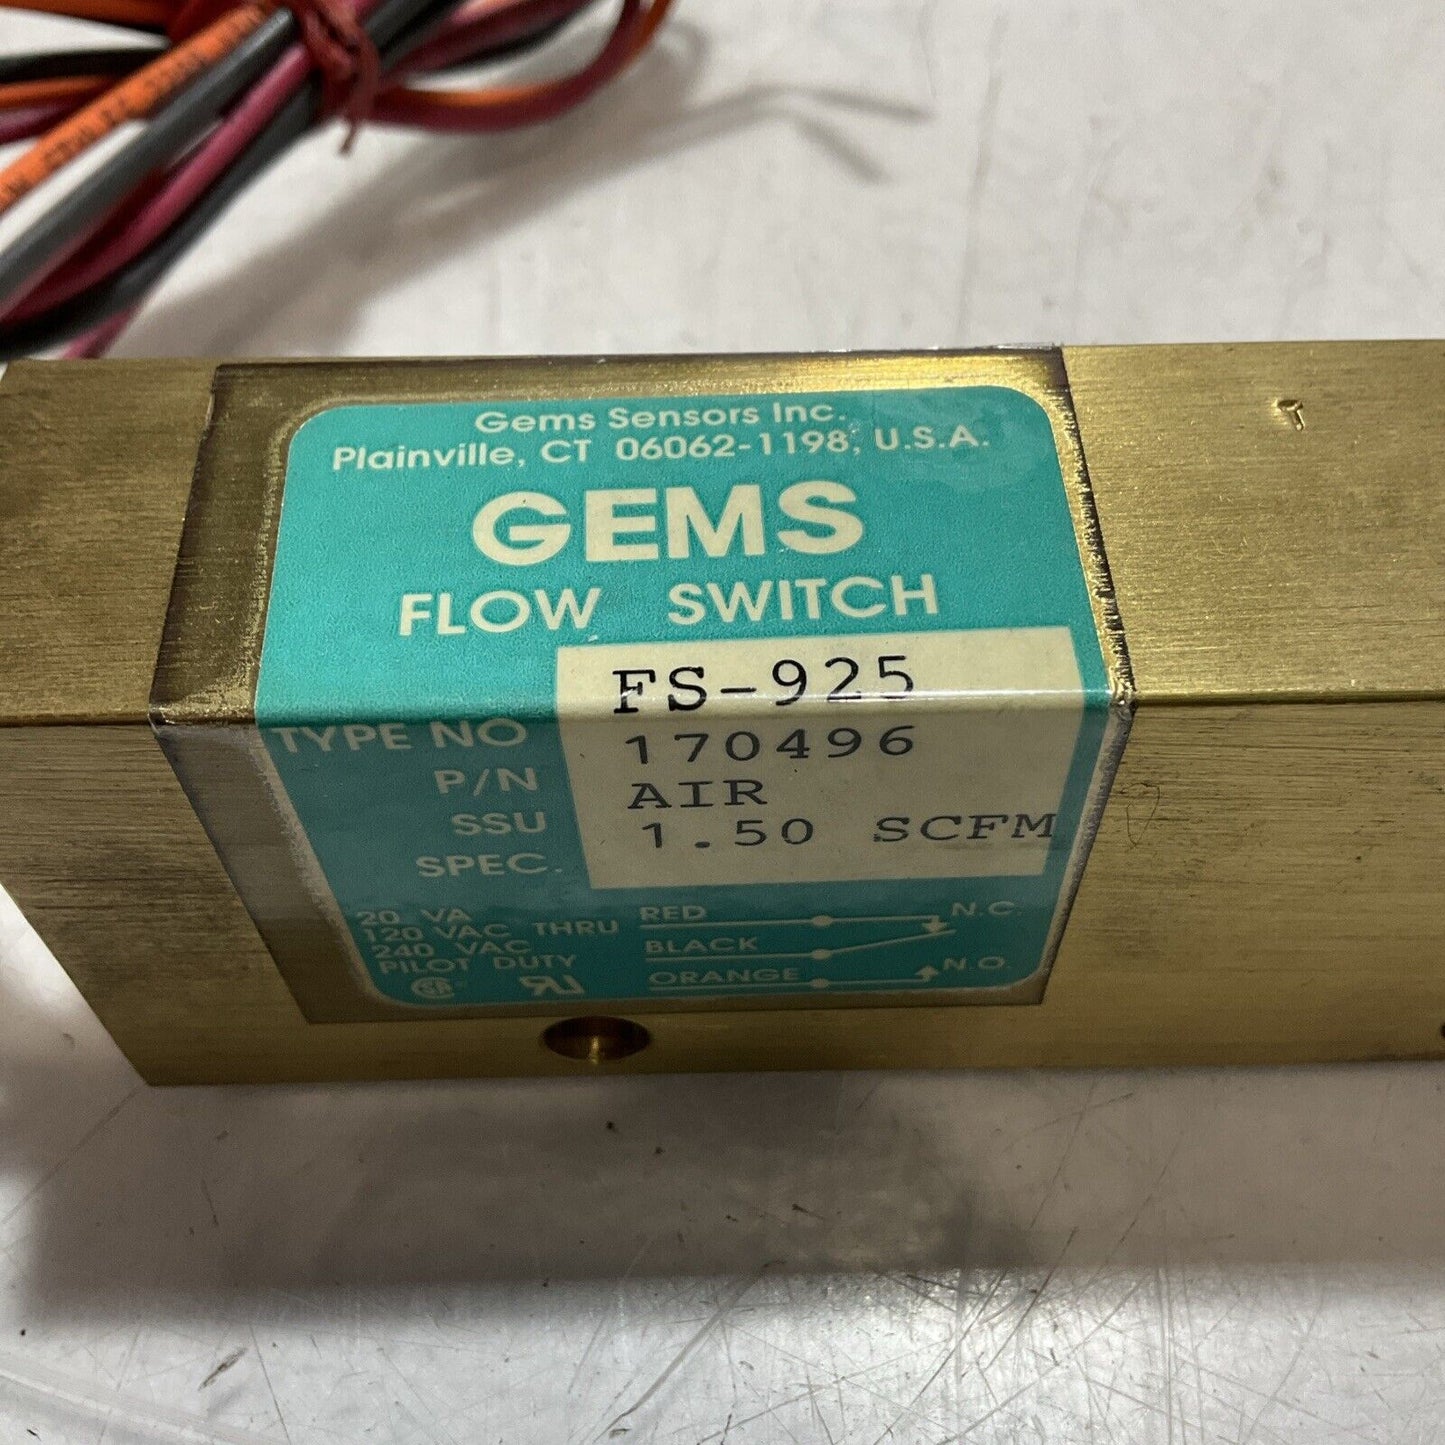 Gems Sensors Inc.
Plainville, CT 06062-1198, U.S.A.
GEMS
FLOW SWITCH
TYPE NO FS-925
P/N 170496
SSU AIR
SPEC. 1.50 SCFM
20 VA
120 VAC THRU
240 VAC
PILOT DUTY
RED N.C.
BLACK
ORANGE N.O.